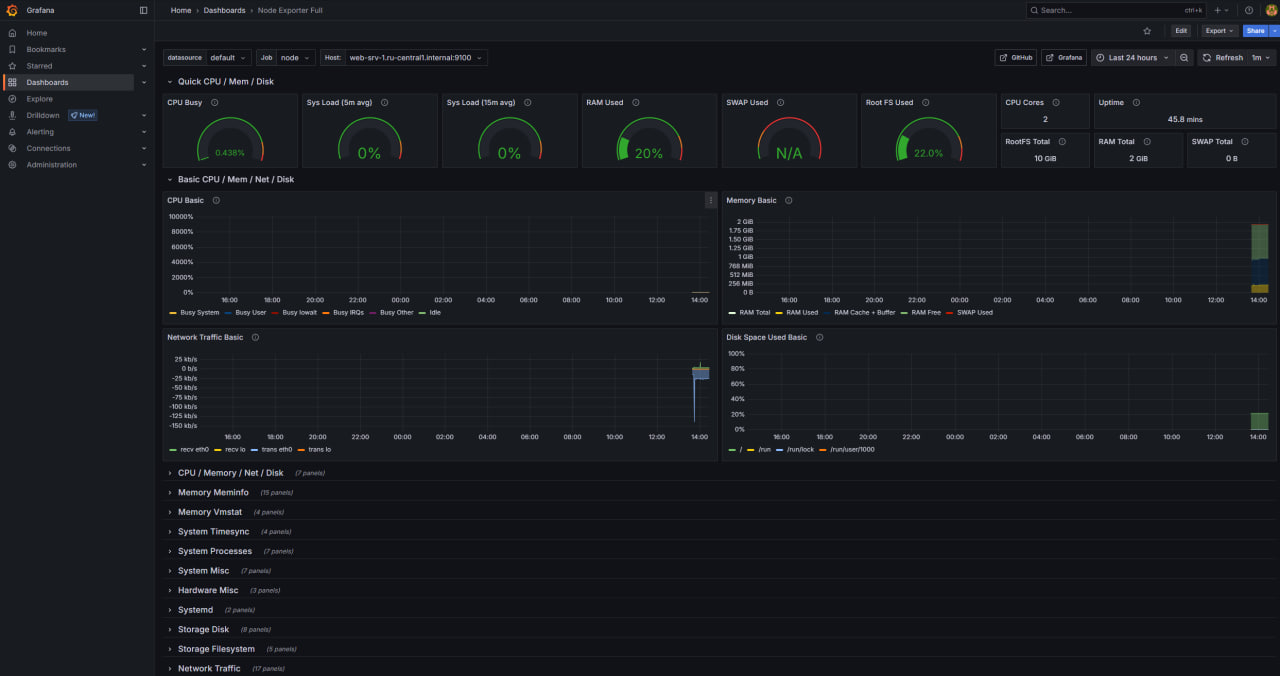 Grafana
Home › Dashboards › Node Exporter Full
Search... ctrl+k
Edit Export Share
Home
Bookmarks
Starred
Dashboards
Explore
Drilldown New!
Alerting
Connections
Administration
datasource default Job node Host: web-srv-1.ru-central1.internal:9100
GitHub Grafana Last 24 hours Refresh 1m
Quick CPU / Mem / Disk
CPU Busy
0.438%
Sys Load (5m avg)
0%
Sys Load (15m avg)
0%
RAM Used
20%
SWAP Used
N/A
Root FS Used
22.0%
CPU Cores
2
Uptime
45.8 mins
RootFS Total
10 GiB
RAM Total
2 GiB
SWAP Total
0 B
Basic CPU / Mem / Net / Disk
CPU Basic
10000%
8000%
6000%
4000%
2000%
0%
16:00 18:00 20:00 22:00 00:00 02:00 04:00 06:00 08:00 10:00 12:00 14:00
Busy System Busy User Busy Iowait Busy IRQs Busy Other Idle
Memory Basic
2 GiB
1.75 GiB
1.50 GiB
1.25 GiB
1 GiB
768 MiB
512 MiB
256 MiB
0 B
16:00 18:00 20:00 22:00 00:00 02:00 04:00 06:00 08:00 10:00 12:00 14:00
RAM Total RAM Used RAM Cache + Buffer RAM Free SWAP Used
Network Traffic Basic
25 kb/s
0 b/s
-25 kb/s
-50 kb/s
-75 kb/s
-100 kb/s
-125 kb/s
-150 kb/s
16:00 18:00 20:00 22:00 00:00 02:00 04:00 06:00 08:00 10:00 12:00 14:00
recv eth0 recv lo trans eth0 trans lo
Disk Space Used Basic
100%
80%
60%
40%
20%
0%
16:00 18:00 20:00 22:00 00:00 02:00 04:00 06:00 08:00 10:00 12:00 14:00
/ /run /run/lock /run/user/1000
CPU / Memory / Net / Disk (7 panels)
Memory Meminfo (15 panels)
Memory Vmstat (4 panels)
System Timesync (4 panels)
System Processes (7 panels)
System Misc (7 panels)
Hardware Misc (3 panels)
Systemd (2 panels)
Storage Disk (8 panels)
Storage Filesystem (5 panels)
Network Traffic (17 panels)